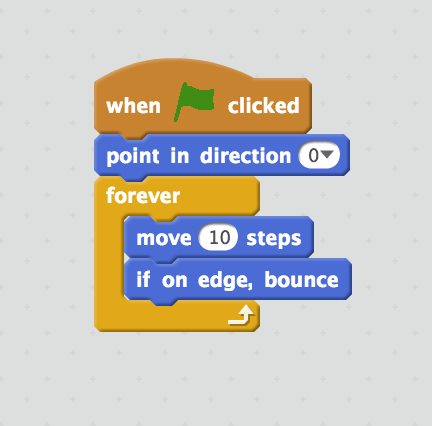 when clicked
point in direction 0
forever
move 10 steps
if on edge, bounce